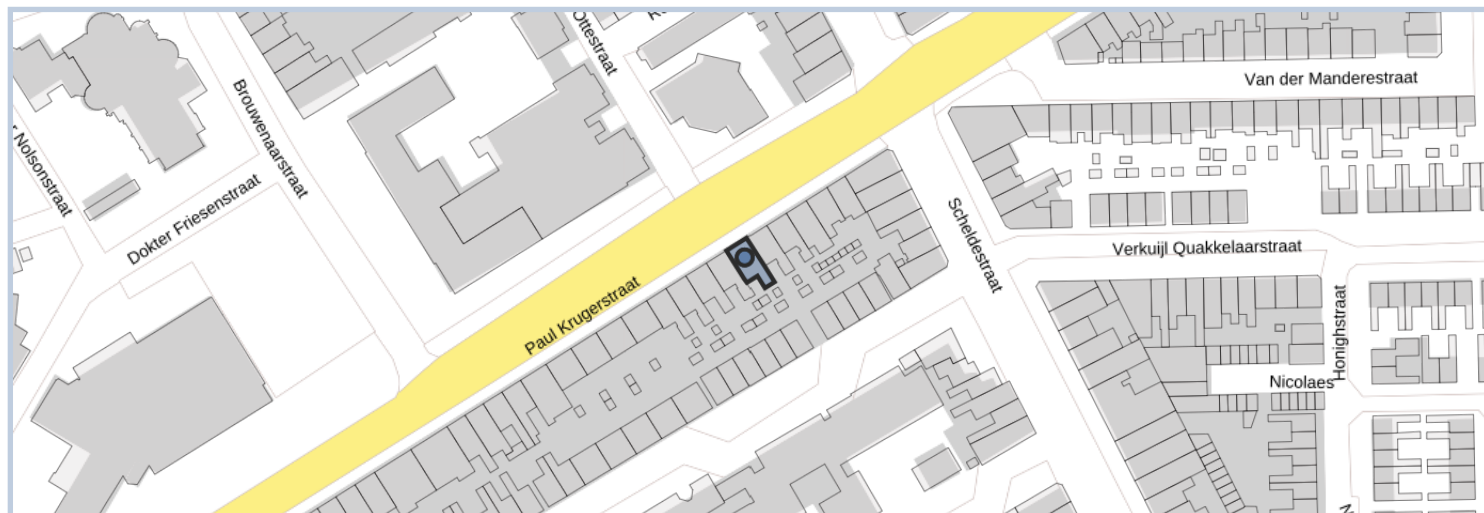 Ottestraat
Van der Manderestraat
Brouwenaarstraat
Nolsonstraat
Dokter Friesenstraat
Scheldestraat
Verkuijl Quakkelaarstraat
Paul Krugerstraat
Honighstraat
Nicolaes